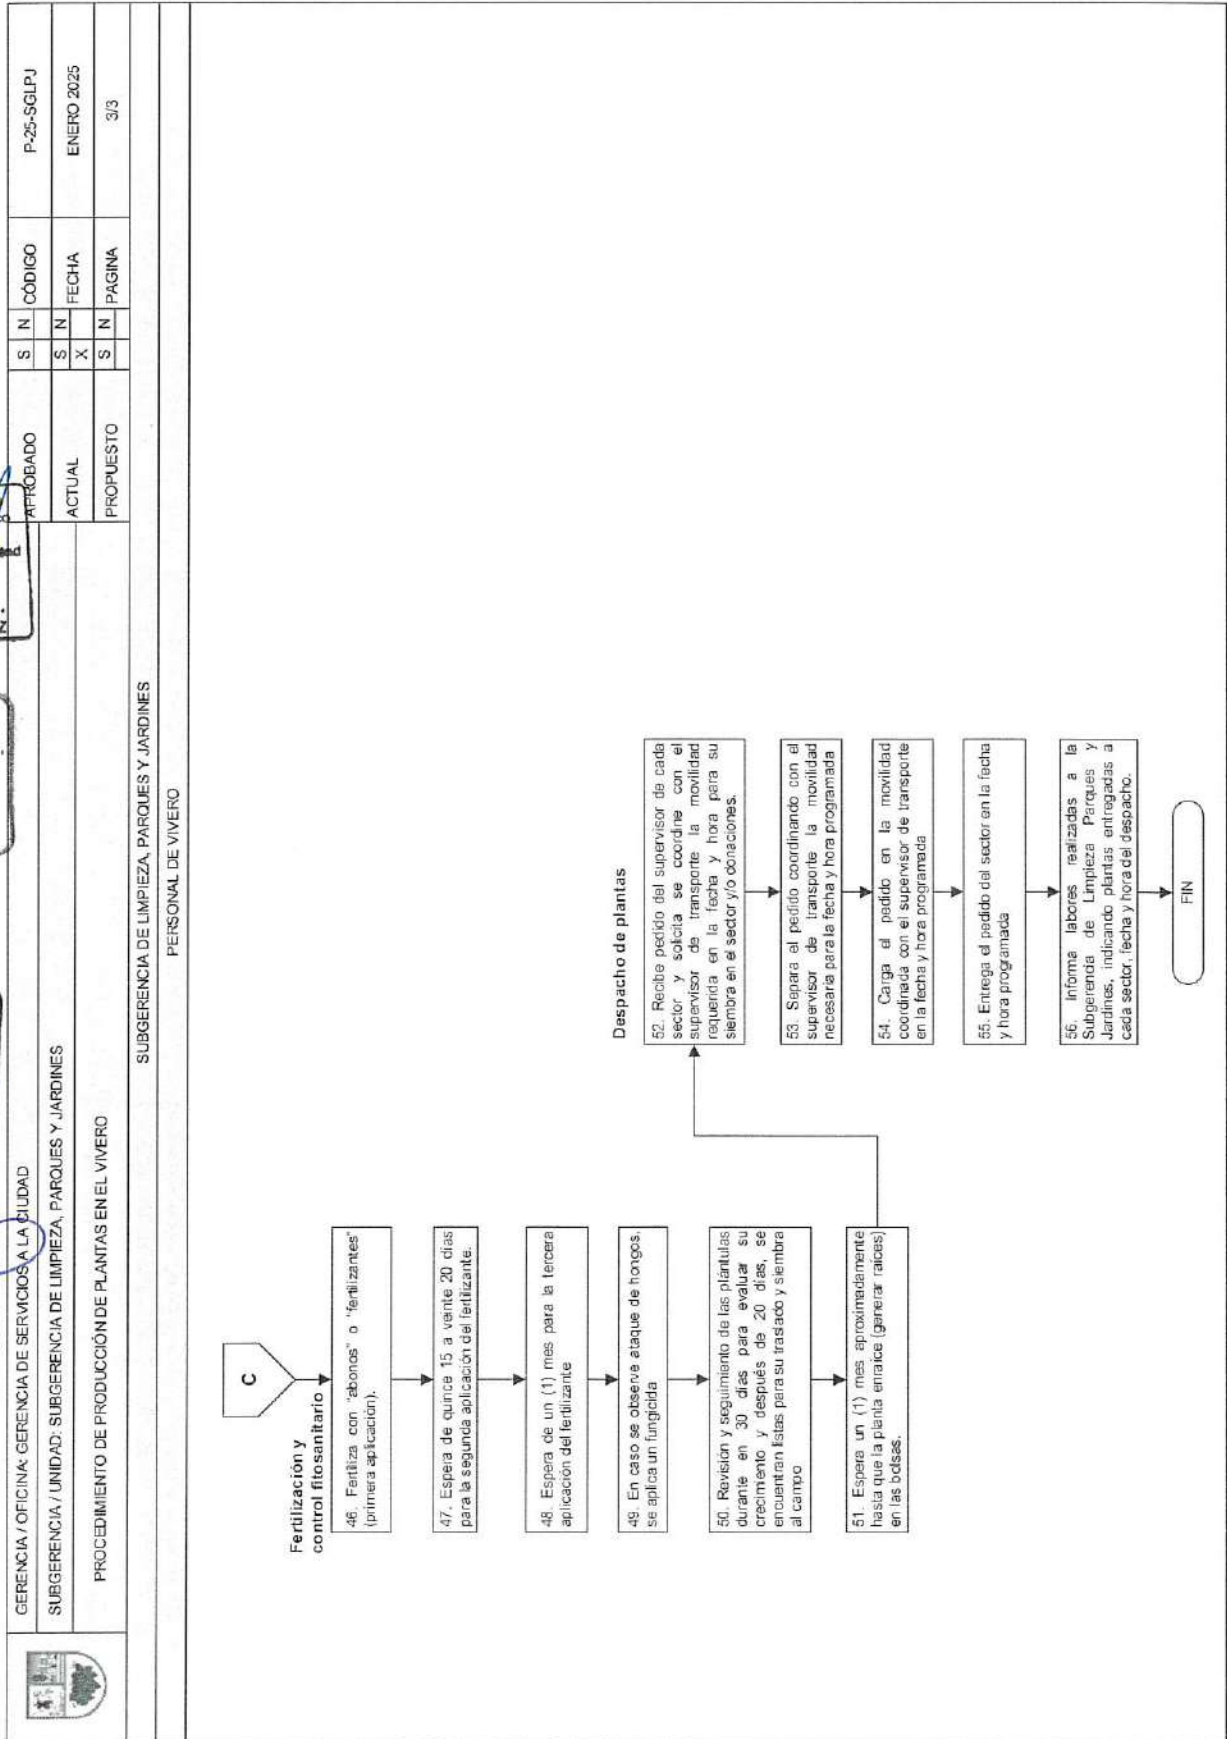 GERENCIA / OFICINA: GERENCIA DE SERVICIOS A LA CIUDAD
APROBADO
S N
CÓDIGO
P-25-SGLPJ
SUBGERENCIA / UNIDAD: SUBGERENCIA DE LIMPIEZA, PARQUES Y JARDINES
ACTUAL
S N
X
FECHA
ENERO 2025
PROCEDIMIENTO DE PRODUCCIÓN DE PLANTAS EN EL VIVERO
PROPUESTO
S N
PAGINA
3/3
SUBGERENCIA DE LIMPIEZA, PARQUES Y JARDINES
PERSONAL DE VIVERO
C
Fertilización y
control fitosanitario
46. Fertiliza con "abonos" o "fertilizantes"
(primera aplicación).
47. Espera de quince 15 a veinte 20 días
para la segunda aplicación del fertilizante.
48. Espera de un (1) mes para la tercera
aplicación del fertilizante
49. En caso se observe ataque de hongos,
se aplica un fungicida
50. Revisión y seguimiento de las plántulas
durante en 30 días para evaluar su
crecimiento y después de 20 días, se
encuentran listas para su traslado y siembra
al campo
51. Espera un (1) mes aproximadamente
hasta que la planta enraíce (generar raíces)
en las bolsas.
Despacho de plantas
52. Recibe pedido del supervisor de cada
sector y solicita se coordine con el
supervisor de transporte la movilidad
requerida en la fecha y hora para su
siembra en el sector y/o donaciones.
53. Separa el pedido coordinando con el
supervisor de transporte la movilidad
necesaria para la fecha y hora programada
54. Carga el pedido en la movilidad
coordinada con el supervisor de transporte
en la fecha y hora programada
55. Entrega el pedido del sector en la fecha
y hora programada
56. Informa labores realizadas a la
Subgerencia de Limpieza Parques y
Jardines, indicando plantas entregadas a
cada sector, fecha y hora del despacho.
FIN